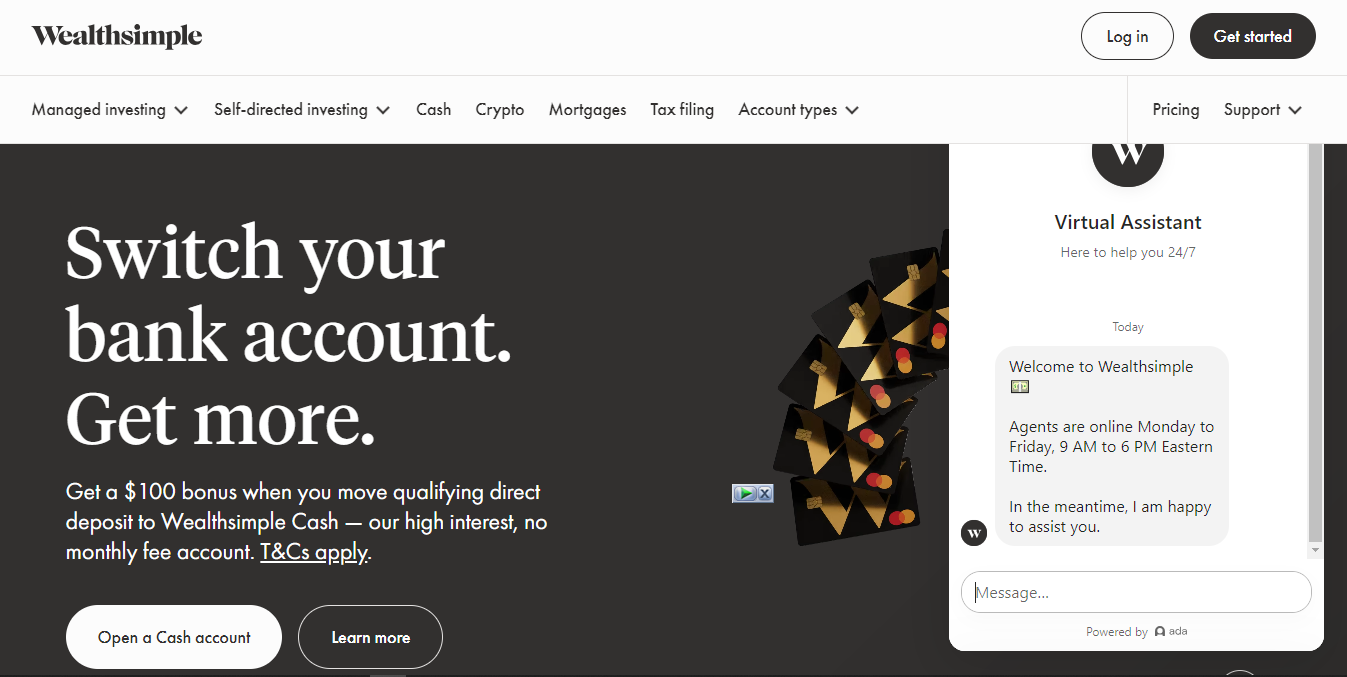 Wealthsimple
Log in
Get started
Managed investing
Self-directed investing
Cash
Crypto
Mortgages
Tax filing
Account types
Pricing
Support
Switch your
bank account.
Get more.
Get a $100 bonus when you move qualifying direct
deposit to Wealthsimple Cash — our high interest, no
monthly fee account. T&Cs apply.
Open a Cash account
Learn more
W
Virtual Assistant
Here to help you 24/7
Today
Welcome to Wealthsimple
Agents are online Monday to
Friday, 9 AM to 6 PM Eastern
Time.
In the meantime, I am happy
to assist you.
W
Message...
Powered by ada